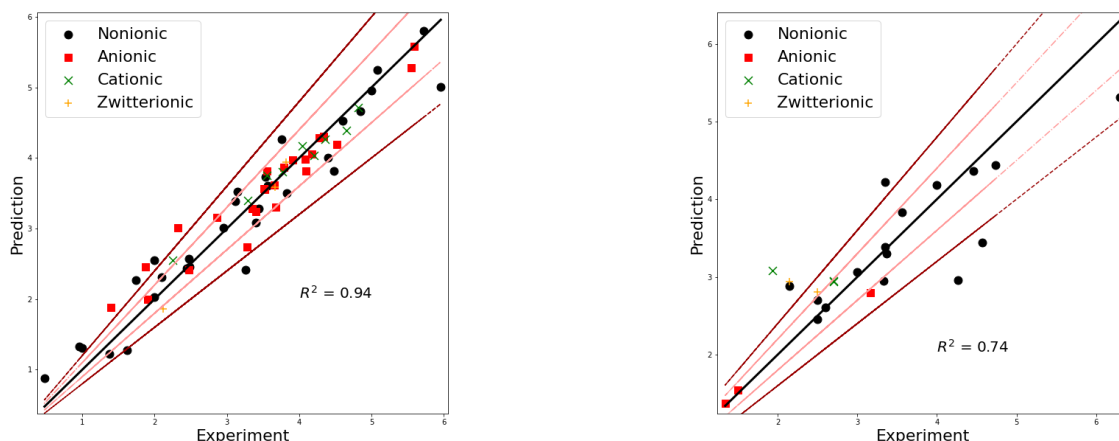 Nonionic
Anionic
Cationic
Zwitterionic
R² = 0.94
Prediction
6
5
4
3
2
1
1 2 3 4 5 6
Experiment
Nonionic
Anionic
Cationic
Zwitterionic
R² = 0.74
Prediction
6
5
4
3
2
2 3 4 5 6
Experiment